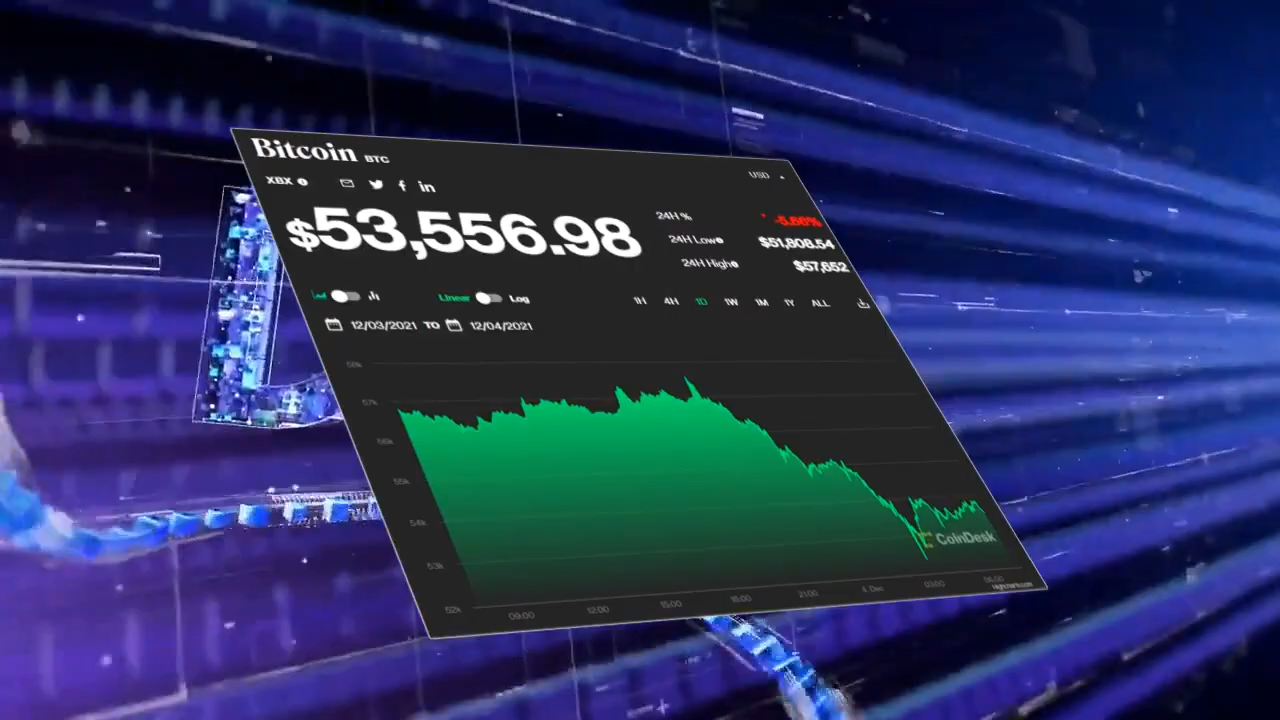 Bitcoin BTC
USD
XBX
$53,556.98
24H % -5.66%
24H Low $51,808.54
24H High $57,652
Linear Log
1H 4H 1D 1W 1M 1Y ALL
12/03/2021 TO 12/04/2021
58k
57k
56k
55k
54k
53k
52k
CoinDesk
09:00 12:00 15:00 18:00 21:00 4. Dec 03:00 06:00
Highcharts.com